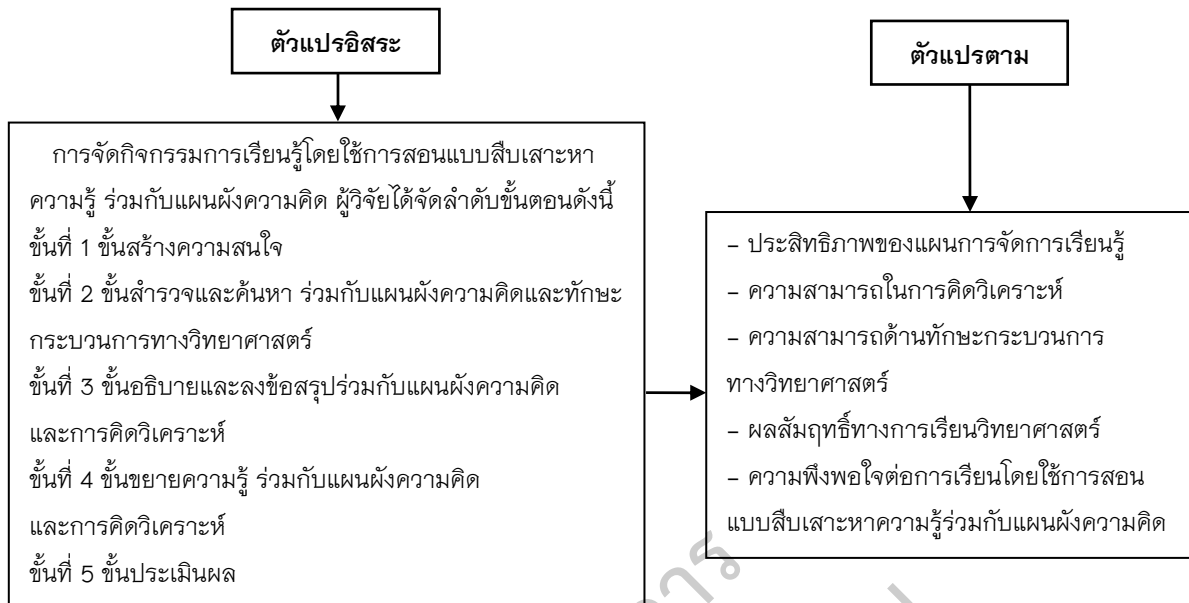 ตัวแปรอิสระ
การจัดกิจกรรมการเรียนรู้โดยใช้การสอนแบบสืบเสาะหา
ความรู้ ร่วมกับแผนผังความคิด ผู้วิจัยได้จัดลำดับขั้นตอนดังนี้
ขั้นที่ 1 ขั้นสร้างความสนใจ
ขั้นที่ 2 ขั้นสำรวจและค้นหา ร่วมกับแผนผังความคิดและทักษะ
กระบวนการทางวิทยาศาสตร์
ขั้นที่ 3 ขั้นอธิบายและลงข้อสรุปร่วมกับแผนผังความคิด
และการคิดวิเคราะห์
ขั้นที่ 4 ขั้นขยายความรู้ ร่วมกับแผนผังความคิด
และการคิดวิเคราะห์
ขั้นที่ 5 ขั้นประเมินผล
ตัวแปรตาม
– ประสิทธิภาพของแผนการจัดการเรียนรู้
– ความสามารถในการคิดวิเคราะห์
– ความสามารถด้านทักษะกระบวนการ
ทางวิทยาศาสตร์
– ผลสัมฤทธิ์ทางการเรียนวิทยาศาสตร์
– ความพึงพอใจต่อการเรียนโดยใช้การสอน
แบบสืบเสาะหาความรู้ร่วมกับแผนผังความคิด